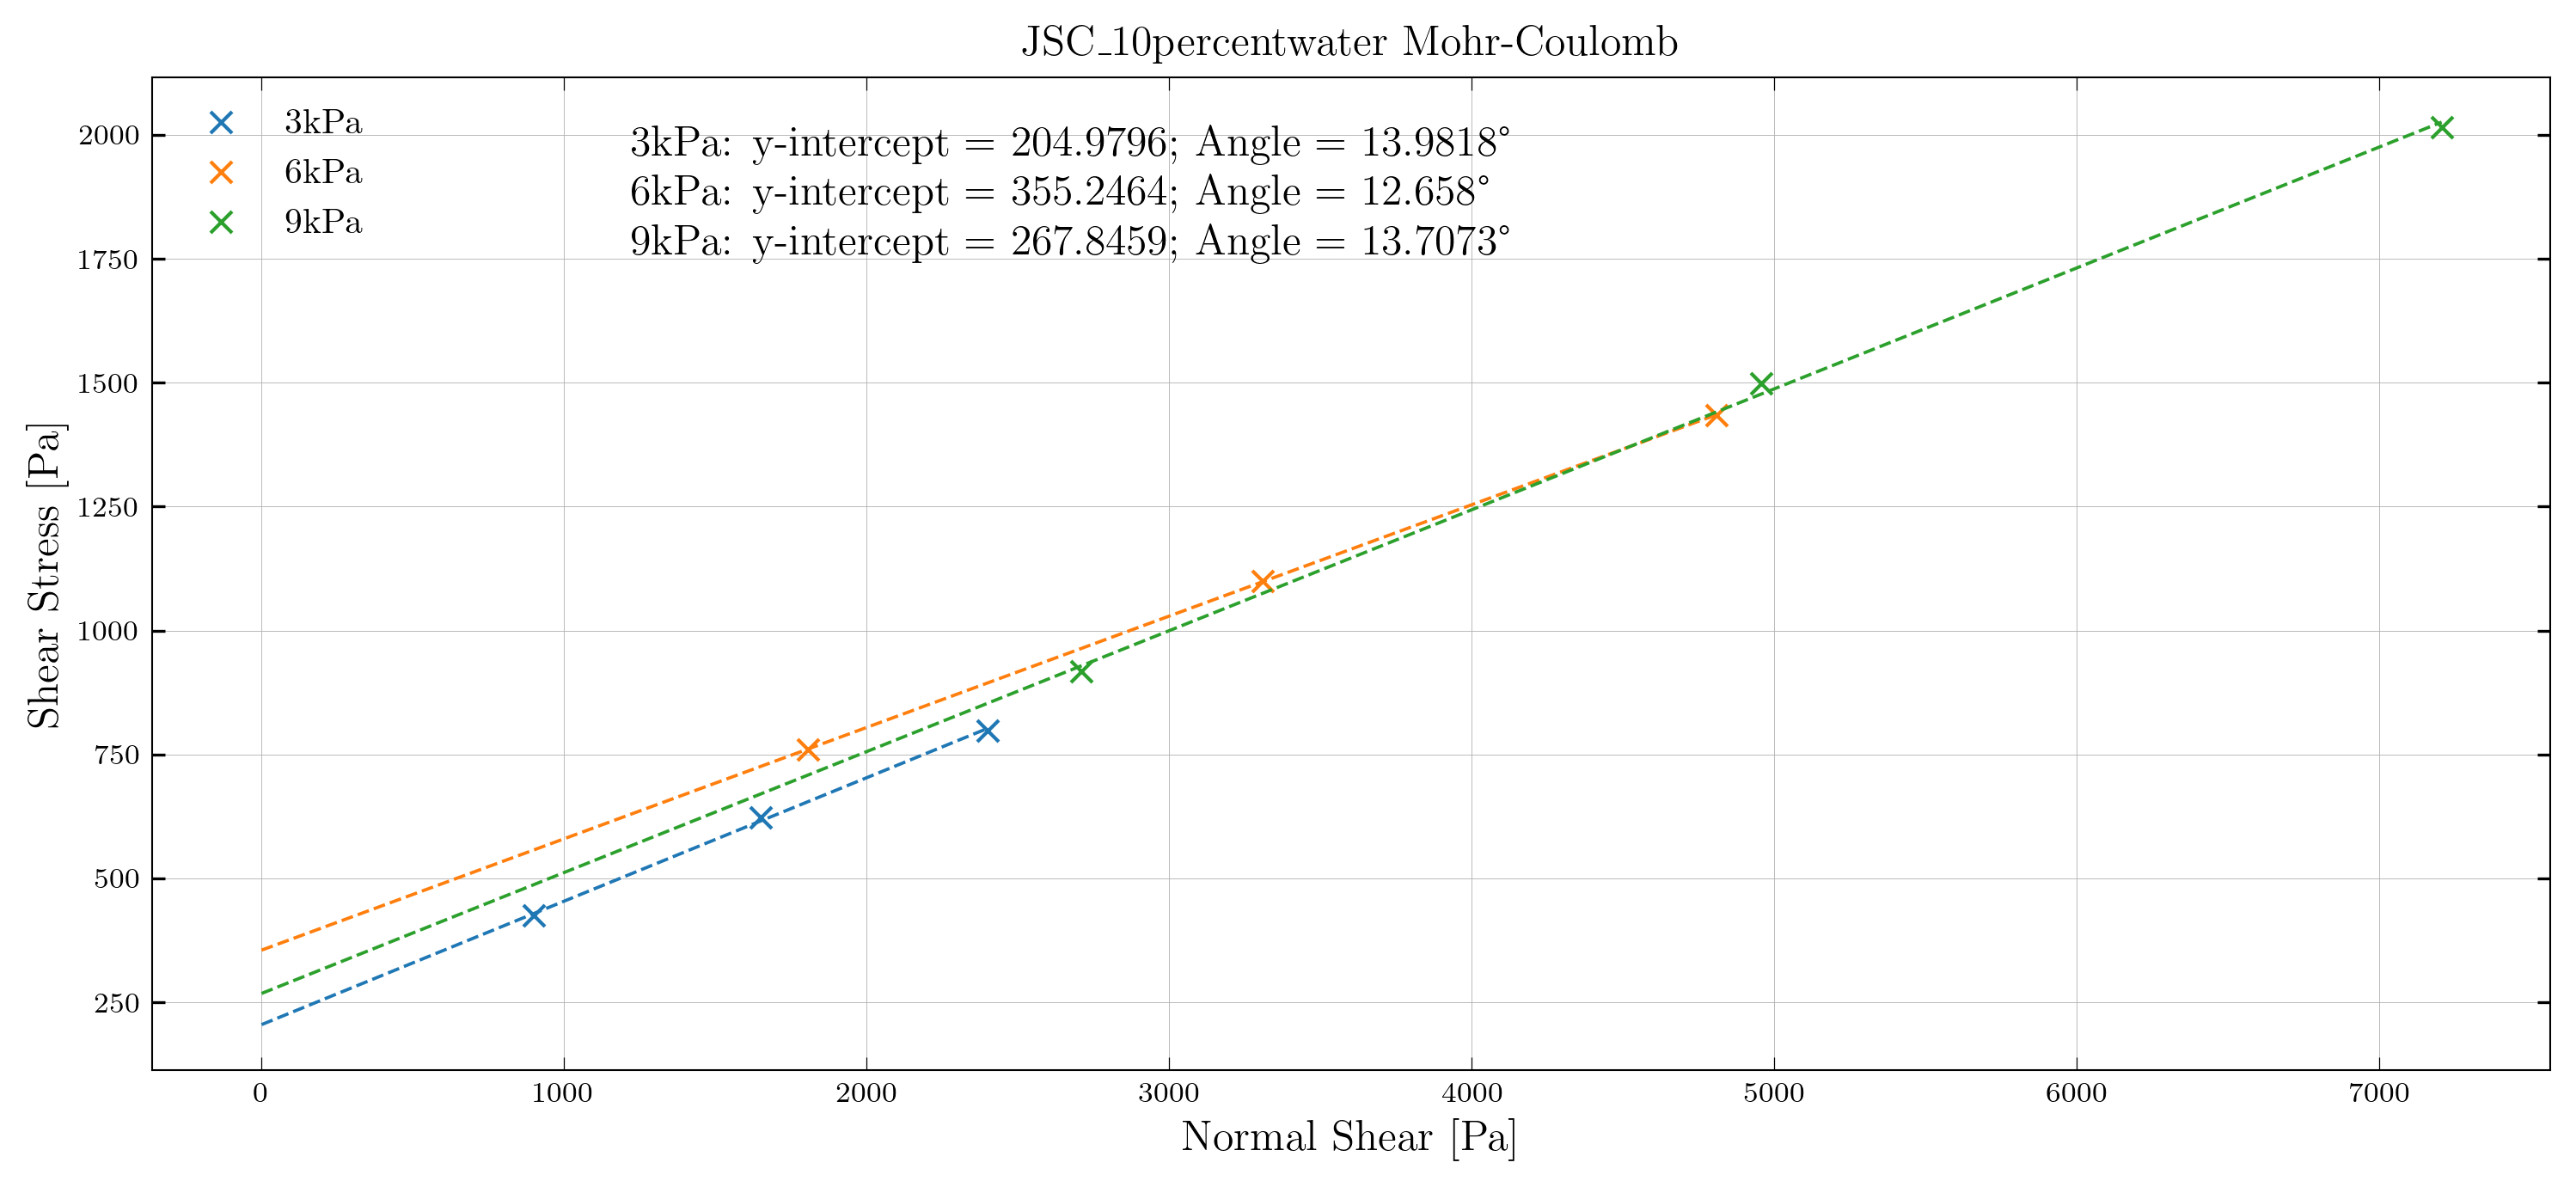 JSC_10percentwater Mohr-Coulomb
3kPa
6kPa
9kPa
3kPa: y-intercept = 204.9796; Angle = 13.9818°
6kPa: y-intercept = 355.2464; Angle = 12.658°
9kPa: y-intercept = 267.8459; Angle = 13.7073°
Shear Stress [Pa]
2000
1750
1500
1250
1000
750
500
250
0 1000 2000 3000 4000 5000 6000 7000
Normal Shear [Pa]